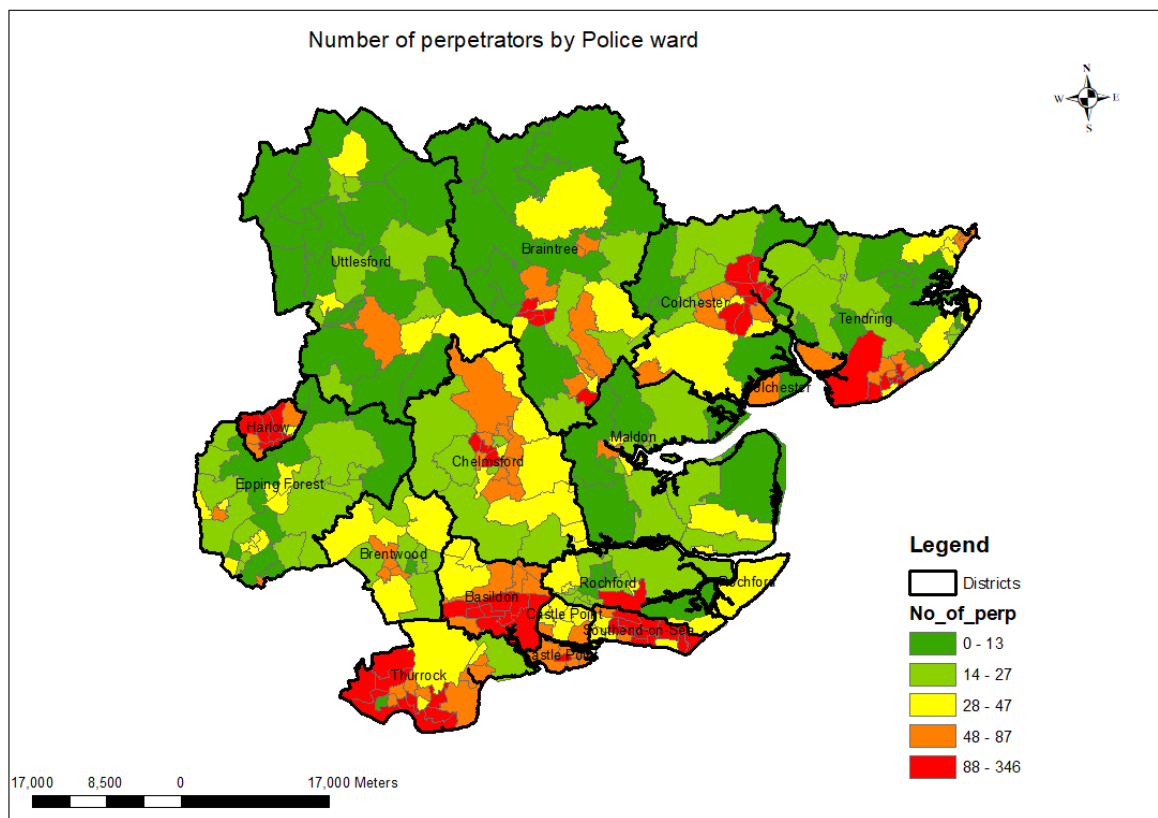 Number of perpetrators by Police ward
N
W E
S
Uttlesford
Braintree
Colchester
Tendring
Colchester
Harlow
Maldon
Chelmsford
Epping Forest
Brentwood
Rochford
Rochford
Basildon
Castle Point
Southend-on-Sea
Castle Point
Thurrock
Legend
Districts
No_of_perp
0 - 13
14 - 27
28 - 47
48 - 87
88 - 346
17,000 8,500 0 17,000 Meters